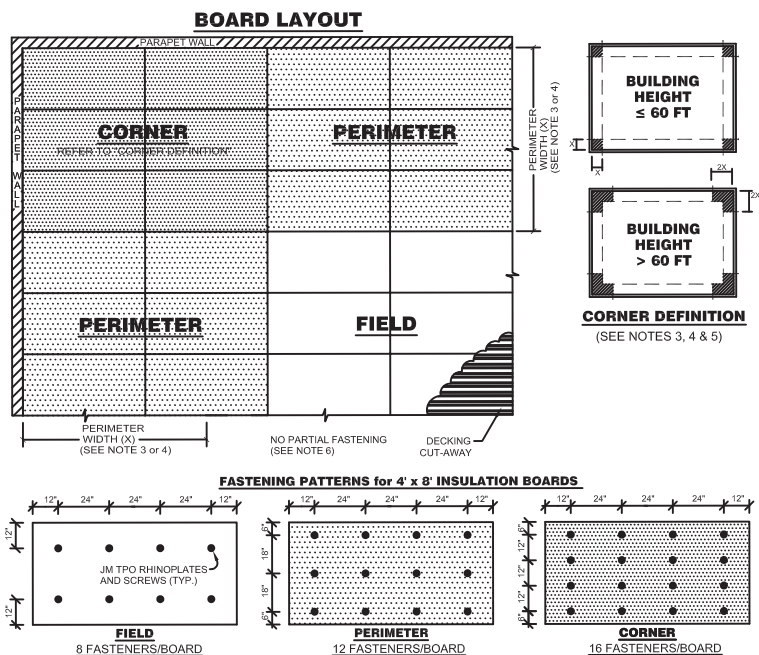 BOARD LAYOUT
PARAPET WALL
PARAPET WALL
CORNER
REFER TO "CORNER DEFINITION"
PERIMETER
PERIMETER
WIDTH (X)
(SEE NOTE 3 or 4)
PERIMETER
FIELD
PERIMETER
WIDTH (X)
(SEE NOTE 3 or 4)
NO PARTIAL FASTENING
(SEE NOTE 6)
DECKING
CUT-AWAY
BUILDING
HEIGHT
≤ 60 FT
X
X
2X
2X
BUILDING
HEIGHT
> 60 FT
CORNER DEFINITION
(SEE NOTES 3, 4 & 5)
FASTENING PATTERNS for 4' x 8' INSULATION BOARDS
12" 24" 24" 24" 12"
12"
12"
JM TPO RHINOPLATES
AND SCREWS (TYP.)
FIELD
8 FASTENERS/BOARD
12" 24" 24" 24" 12"
6"
18"
18"
6"
PERIMETER
12 FASTENERS/BOARD
12" 24" 24" 24" 12"
6"
12"
12"
12"
6"
CORNER
16 FASTENERS/BOARD